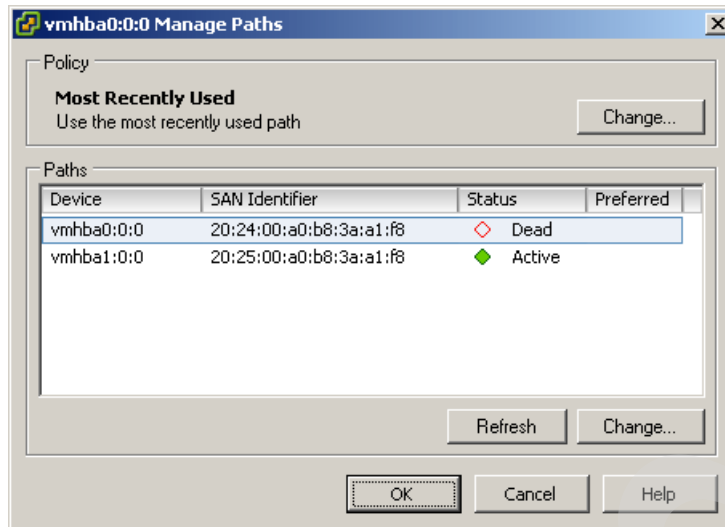 vmhba0:0:0 Manage Paths
Policy
Most Recently Used
Use the most recently used path
Change...
Paths
Device SAN Identifier Status Preferred
vmhba0:0:0 20:24:00:a0:b8:3a:a1:f8 Dead
vmhba1:0:0 20:25:00:a0:b8:3a:a1:f8 Active
Refresh Change...
OK Cancel Help